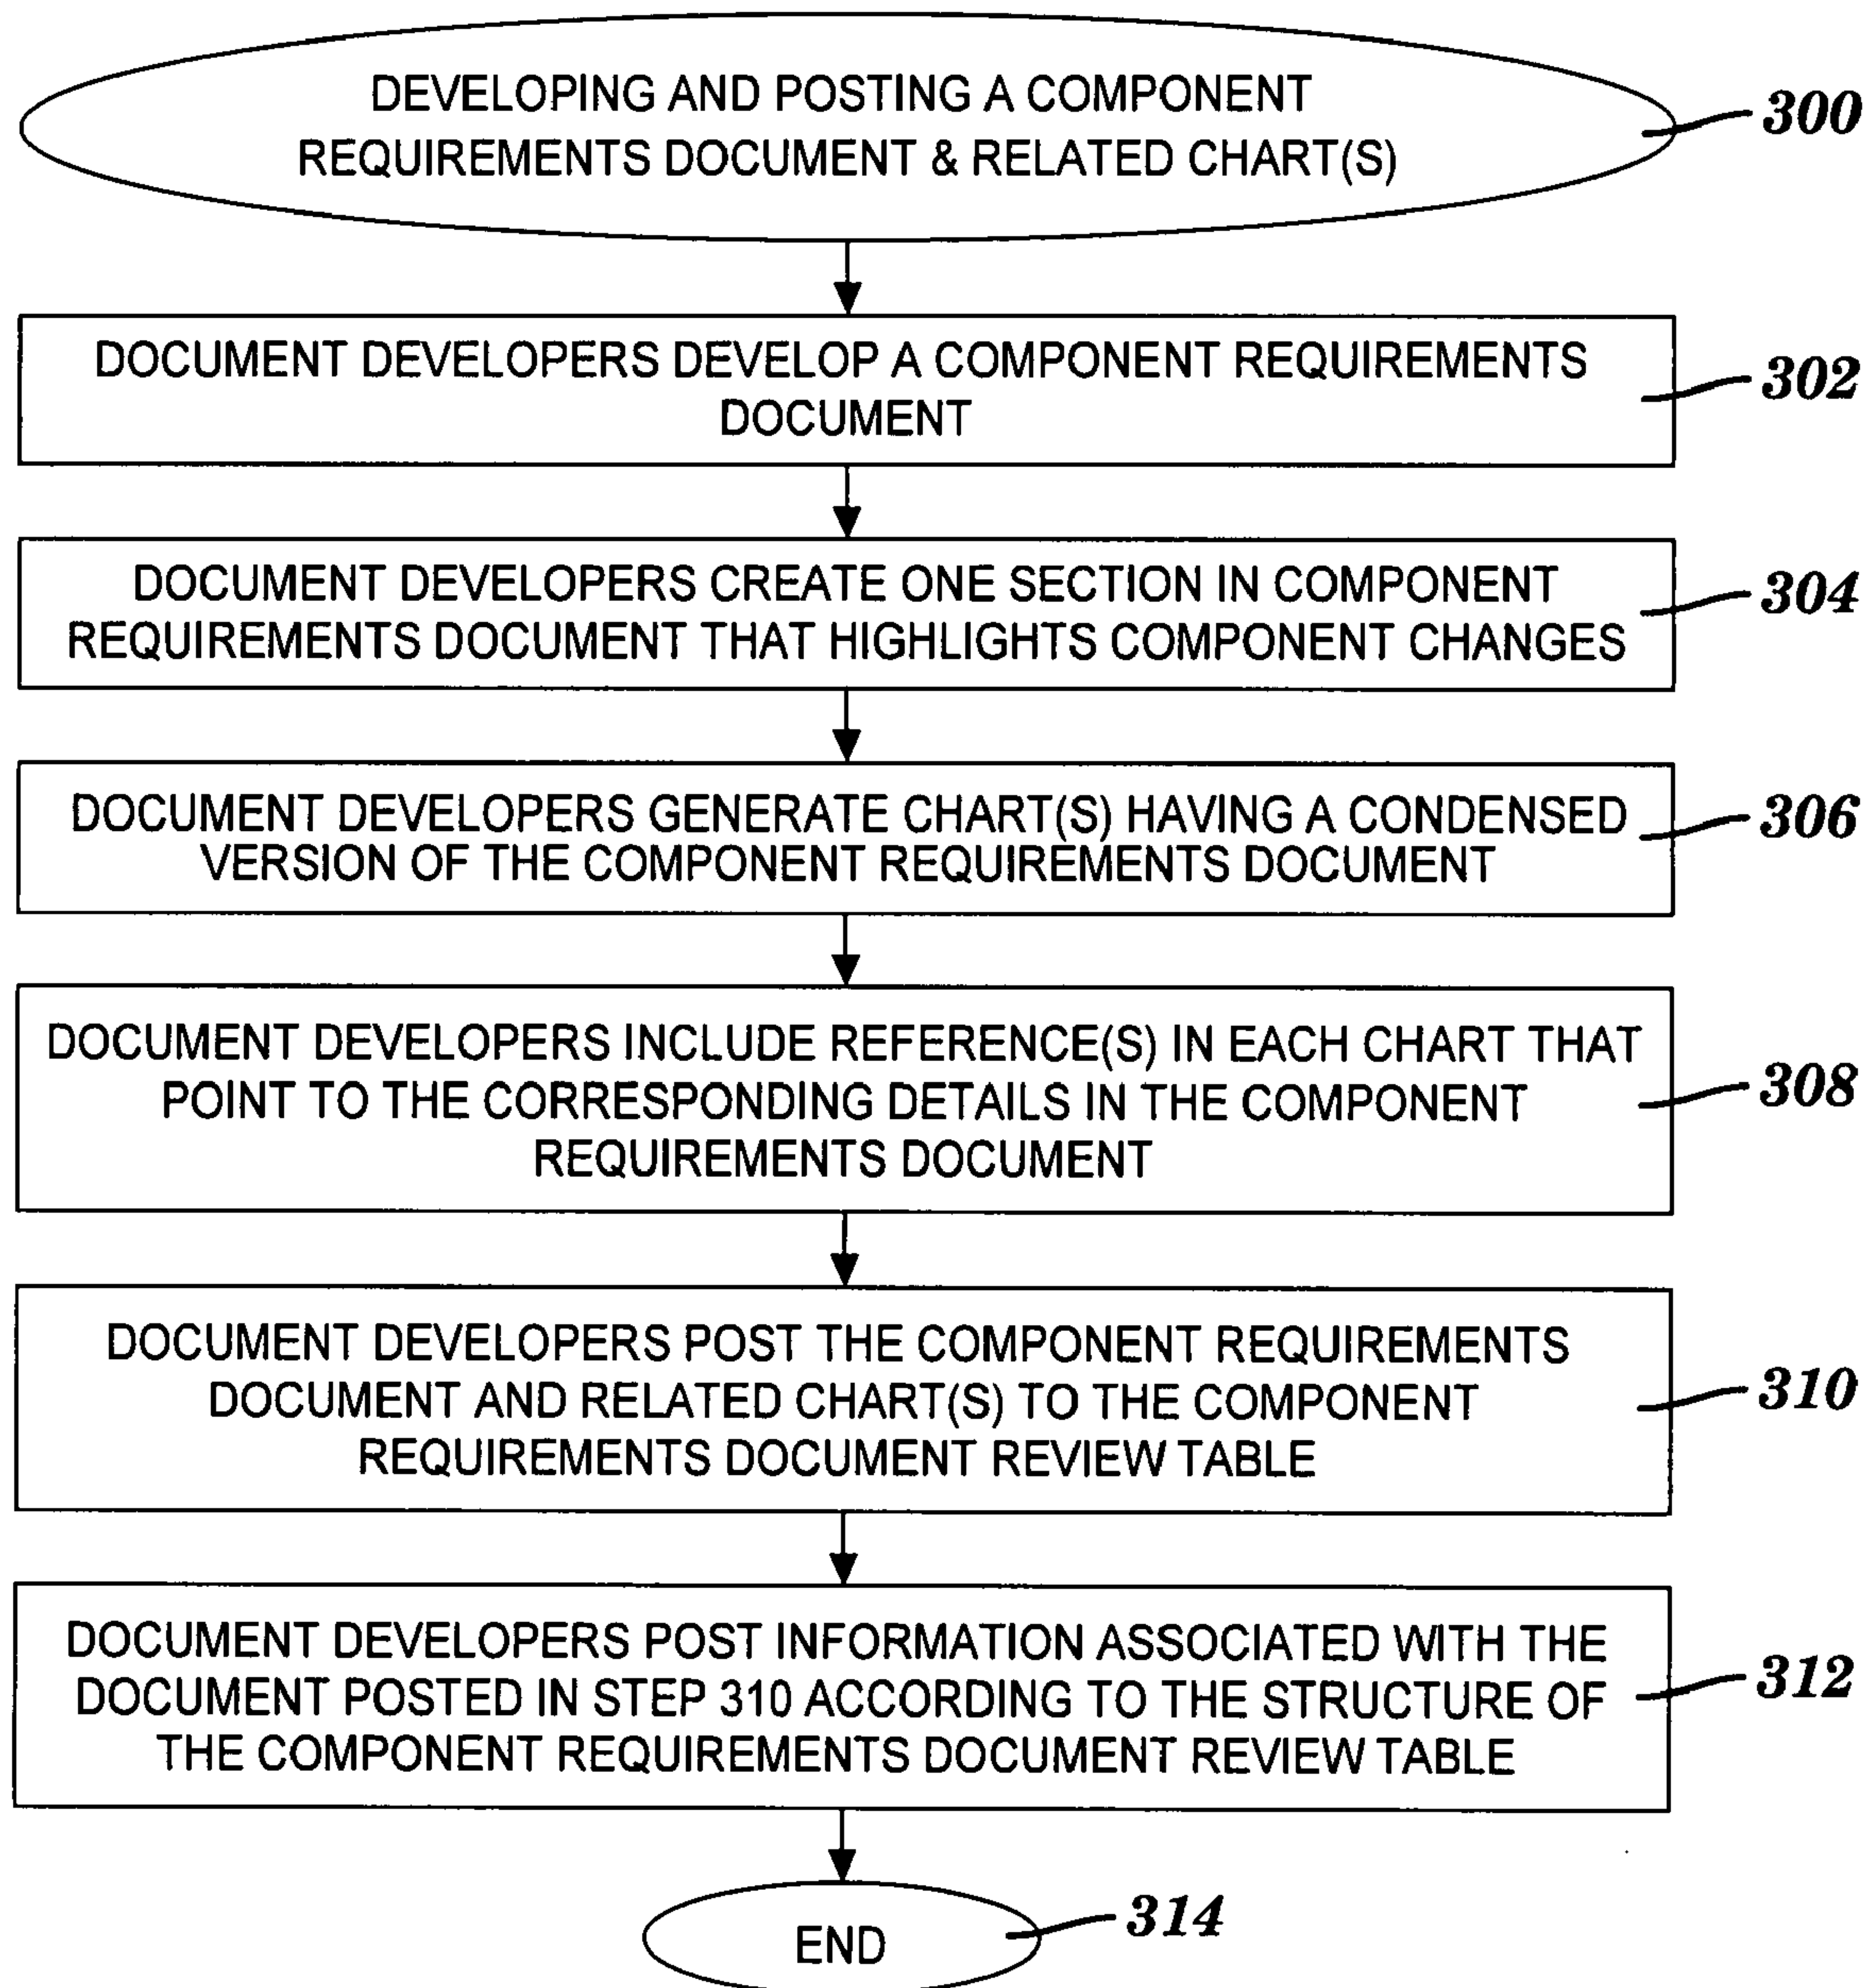 DEVELOPING AND POSTING A COMPONENT
REQUIREMENTS DOCUMENT & RELATED CHART(S)
300
DOCUMENT DEVELOPERS DEVELOP A COMPONENT REQUIREMENTS
DOCUMENT
302
DOCUMENT DEVELOPERS CREATE ONE SECTION IN COMPONENT
REQUIREMENTS DOCUMENT THAT HIGHLIGHTS COMPONENT CHANGES
304
DOCUMENT DEVELOPERS GENERATE CHART(S) HAVING A CONDENSED
VERSION OF THE COMPONENT REQUIREMENTS DOCUMENT
306
DOCUMENT DEVELOPERS INCLUDE REFERENCE(S) IN EACH CHART THAT
POINT TO THE CORRESPONDING DETAILS IN THE COMPONENT
REQUIREMENTS DOCUMENT
308
DOCUMENT DEVELOPERS POST THE COMPONENT REQUIREMENTS
DOCUMENT AND RELATED CHART(S) TO THE COMPONENT
REQUIREMENTS DOCUMENT REVIEW TABLE
310
DOCUMENT DEVELOPERS POST INFORMATION ASSOCIATED WITH THE
DOCUMENT POSTED IN STEP 310 ACCORDING TO THE STRUCTURE OF
THE COMPONENT REQUIREMENTS DOCUMENT REVIEW TABLE
312
END
314